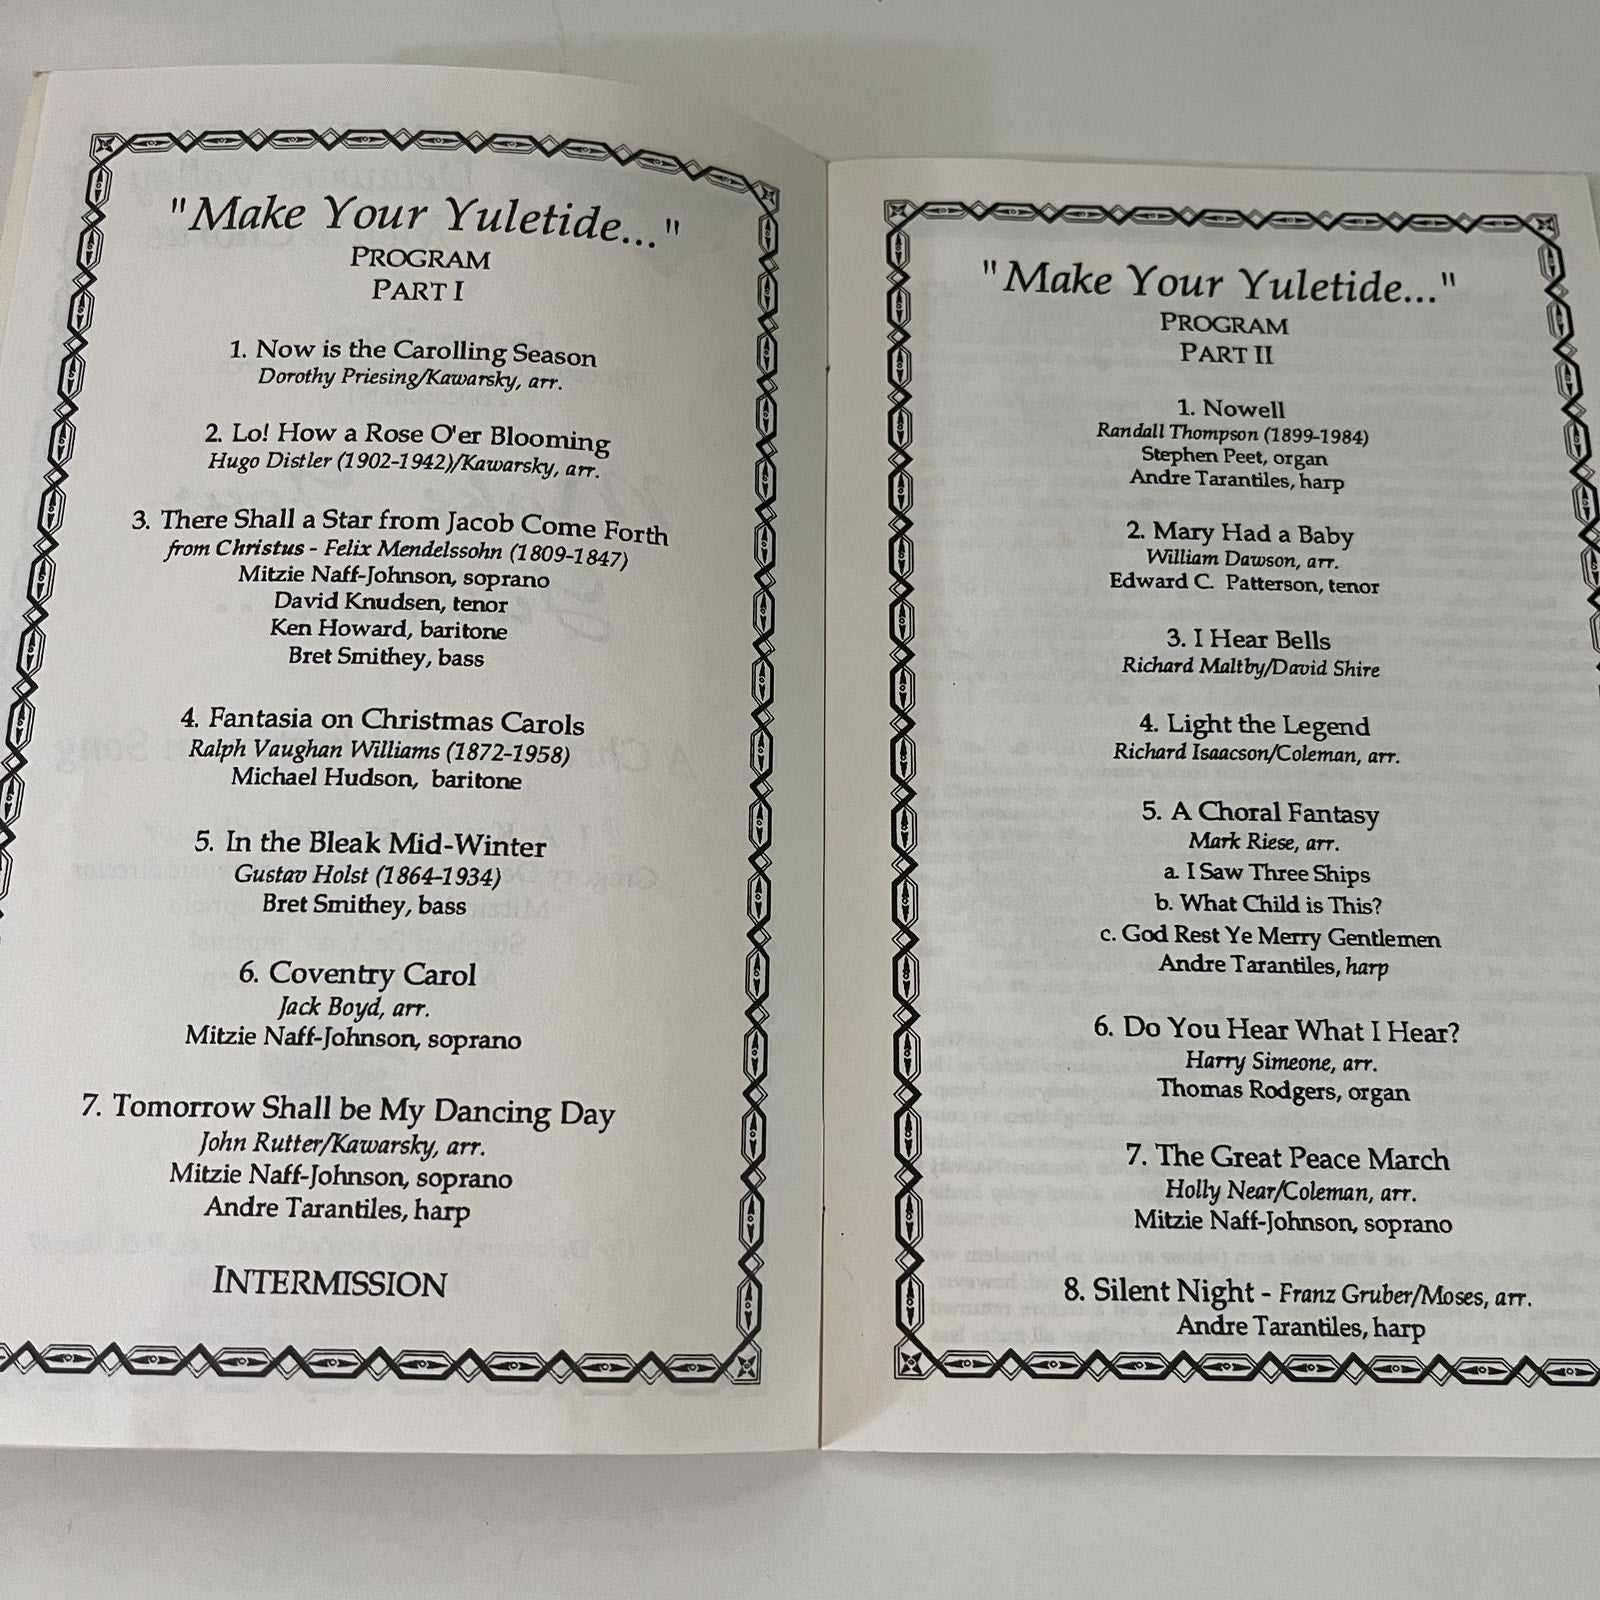 "Make Your Yuletide..."
PROGRAM
PART I
1. Now is the Carolling Season
Dorothy Priesing/Kawarsky, arr.
2. Lo! How a Rose O'er Blooming
Hugo Distler (1902-1942)/Kawarsky, arr.
3. There Shall a Star from Jacob Come Forth
from Christus - Felix Mendelssohn (1809-1847)
Mitzie Naff-Johnson, soprano
David Knudsen, tenor
Ken Howard, baritone
Bret Smithey, bass
4. Fantasia on Christmas Carols
Ralph Vaughan Williams (1872-1958)
Michael Hudson, baritone
5. In the Bleak Mid-Winter
Gustav Holst (1864-1934)
Bret Smithey, bass
6. Coventry Carol
Jack Boyd, arr.
Mitzie Naff-Johnson, soprano
7. Tomorrow Shall be My Dancing Day
John Rutter/Kawarsky, arr.
Mitzie Naff-Johnson, soprano
Andre Tarantiles, harp
INTERMISSION
"Make Your Yuletide..."
PROGRAM
PART II
1. Nowell
Randall Thompson (1899-1984)
Stephen Peet, organ
Andre Tarantiles, harp
2. Mary Had a Baby
William Dawson, arr.
Edward C. Patterson, tenor
3. I Hear Bells
Richard Maltby/David Shire
4. Light the Legend
Richard Isaacson/Coleman, arr.
5. A Choral Fantasy
Mark Riese, arr.
a. I Saw Three Ships
b. What Child is This?
c. God Rest Ye Merry Gentlemen
Andre Tarantiles, harp
6. Do You Hear What I Hear?
Harry Simeone, arr.
Thomas Rodgers, organ
7. The Great Peace March
Holly Near/Coleman, arr.
Mitzie Naff-Johnson, soprano
8. Silent Night - Franz Gruber/Moses, arr.
Andre Tarantiles, harp